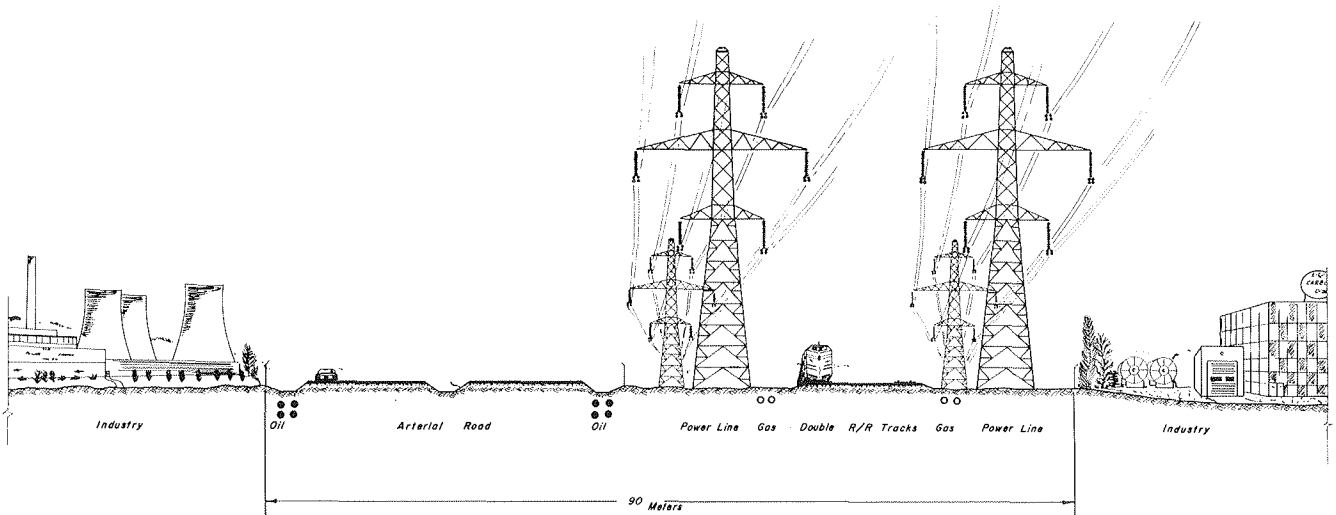 Industry
Oil
Arterial Road
Oil
Power Line
Gas
Double R/R Tracks
Gas
Power Line
Industry
90 Meters